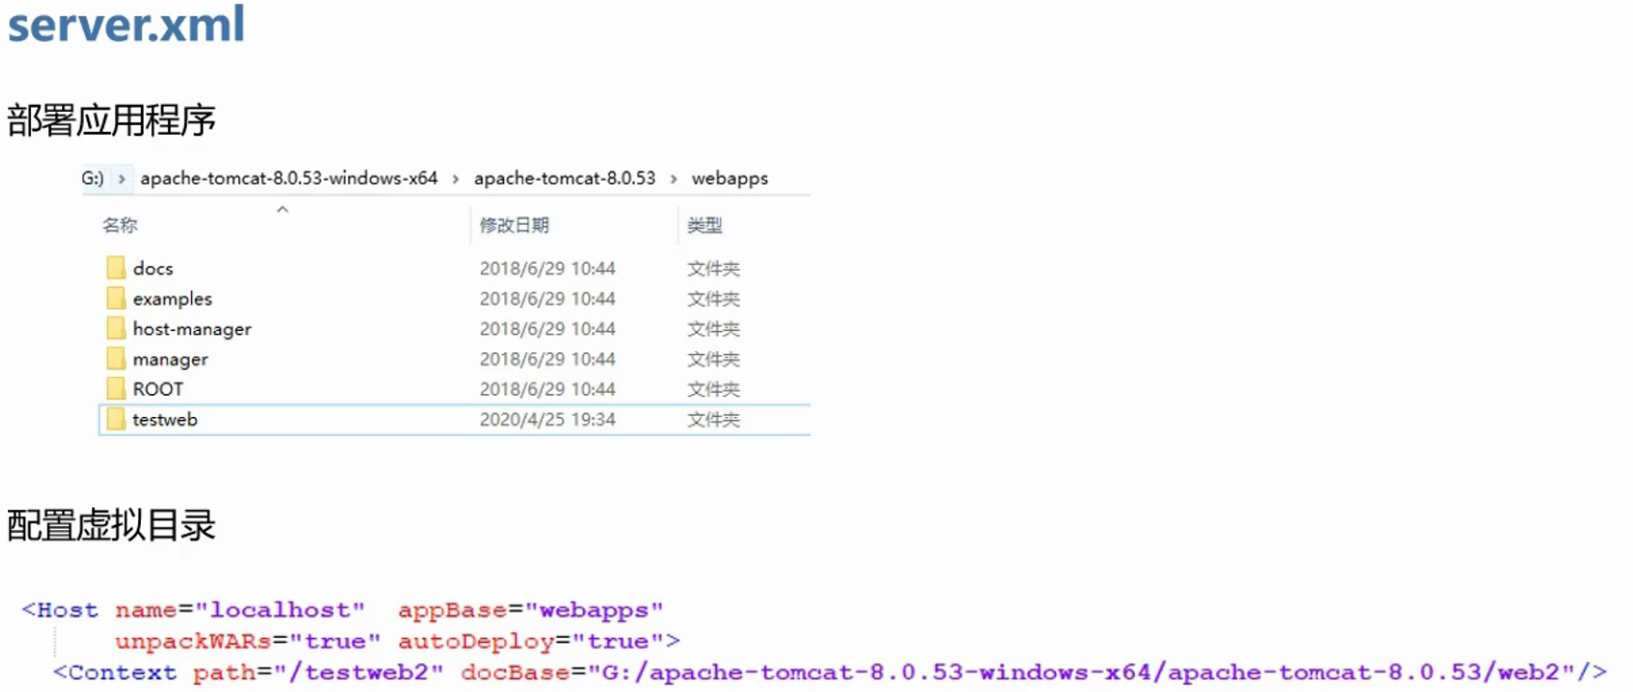 server.xml
部署应用程序
G:) › apache-tomcat-8.0.53-windows-x64 › apache-tomcat-8.0.53 › webapps
名称 修改日期 类型
docs 2018/6/29 10:44 文件夹
examples 2018/6/29 10:44 文件夹
host-manager 2018/6/29 10:44 文件夹
manager 2018/6/29 10:44 文件夹
ROOT 2018/6/29 10:44 文件夹
testweb 2020/4/25 19:34 文件夹
配置虚拟目录
<Host name="localhost" appBase="webapps"
unpackWARs="true" autoDeploy="true">
<Context path="/testweb2" docBase="G:/apache-tomcat-8.0.53-windows-x64/apache-tomcat-8.0.53/web2"/>